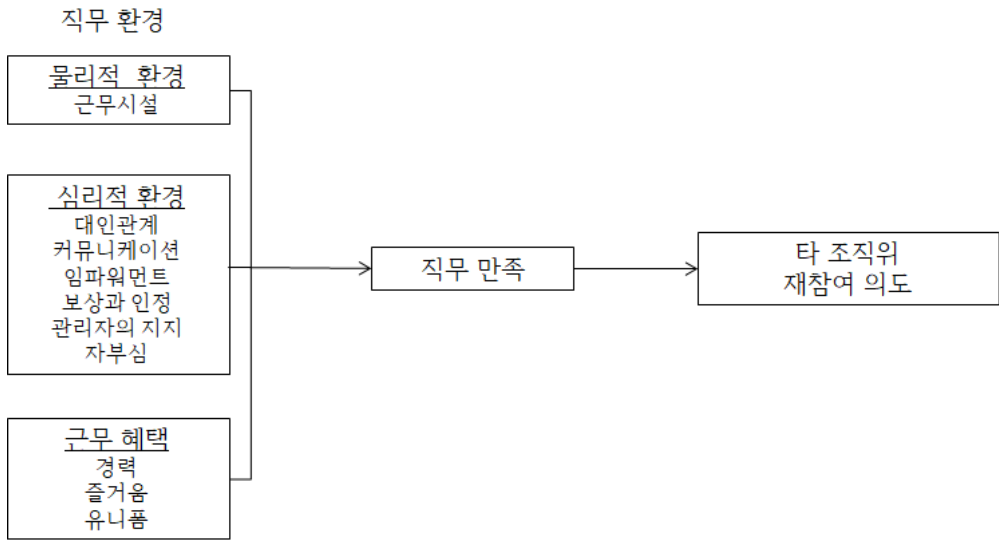 직무 환경
물리적 환경
근무시설
심리적 환경
대인관계
커뮤니케이션
임파워먼트
보상과 인정
관리자의 지지
자부심
직무 만족
타 조직위
재참여 의도
근무 혜택
경력
즐거움
유니폼